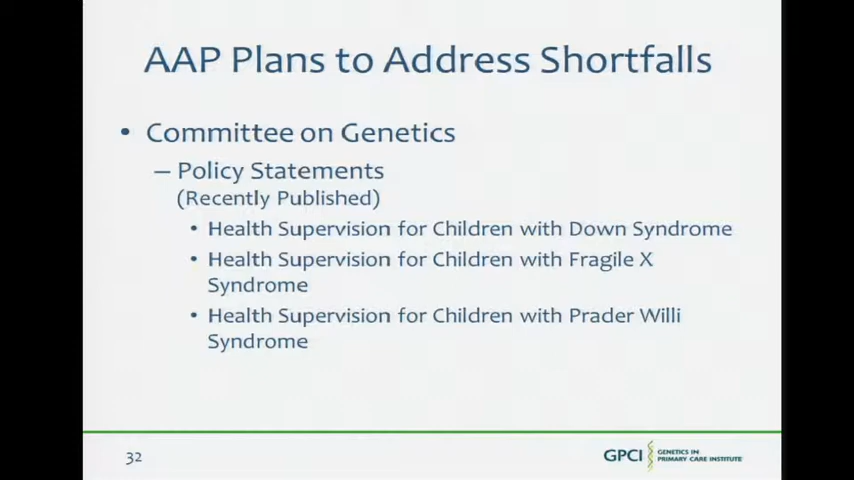 AAP Plans to Address Shortfalls
• Committee on Genetics
– Policy Statements
(Recently Published)
• Health Supervision for Children with Down Syndrome
• Health Supervision for Children with Fragile X
Syndrome
• Health Supervision for Children with Prader Willi
Syndrome
32
GPCI
GENETICS IN
PRIMARY CARE INSTITUTE